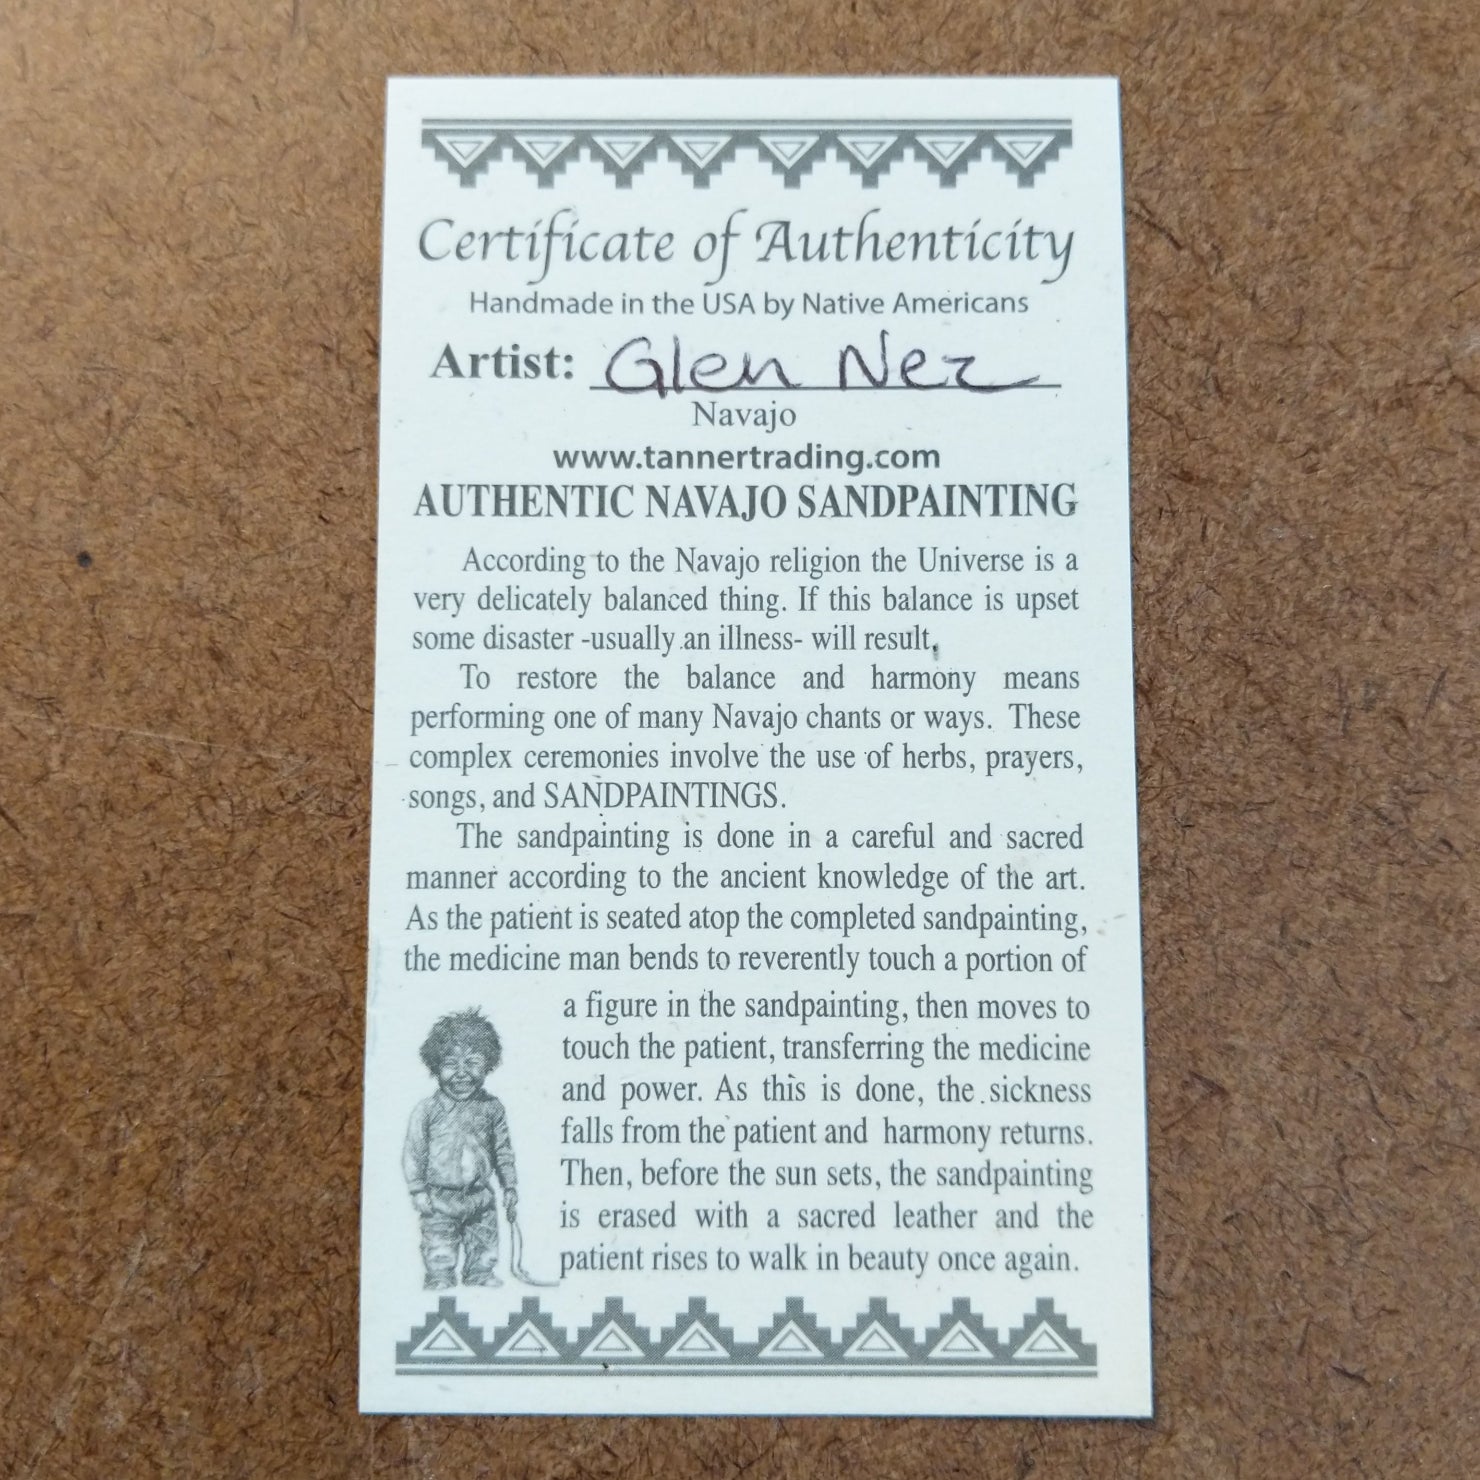 Certificate of Authenticity
Handmade in the USA by Native Americans
Artist: Glen Nez
Navajo
www.tannertrading.com
AUTHENTIC NAVAJO SANDPAINTING
According to the Navajo religion the Universe is a
very delicately balanced thing. If this balance is upset
some disaster -usually an illness- will result.
To restore the balance and harmony means
performing one of many Navajo chants or ways. These
complex ceremonies involve the use of herbs, prayers,
songs, and SANDPAINTINGS.
The sandpainting is done in a careful and sacred
manner according to the ancient knowledge of the art.
As the patient is seated atop the completed sandpainting,
the medicine man bends to reverently touch a portion of
a figure in the sandpainting, then moves to
touch the patient, transferring the medicine
and power. As this is done, the sickness
falls from the patient and harmony returns.
Then, before the sun sets, the sandpainting
is erased with a sacred leather and the
patient rises to walk in beauty once again.